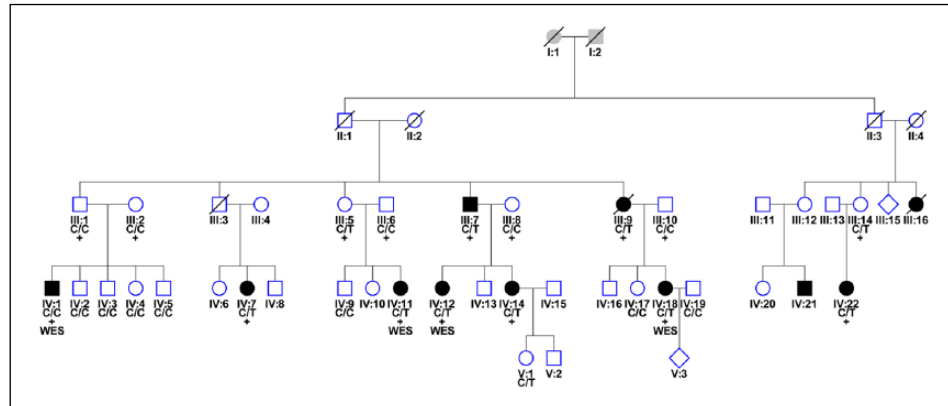 I:1 I:2
II:1 II:2 II:3 II:4
III:1 III:2 III:3 III:4 III:5 III:6 III:7 III:8 III:9 III:10 III:11 III:12 III:13 III:14 III:15 III:16
C/C C/C C/T C/C C/T C/C C/T C/C C/T
+ + + + + + + + +
IV:1 IV:2 IV:3 IV:4 IV:5 IV:6 IV:7 IV:8 IV:9 IV:10 IV:11 IV:12 IV:13 IV:14 IV:15 IV:16 IV:17 IV:18 IV:19 IV:20 IV:21 IV:22
C/C C/C C/C C/C C/C C/T C/C C/T C/T C/T C/C C/T C/C C/T
+ + + + + + +
WES WES WES WES
V:1 V:2 V:3
C/T